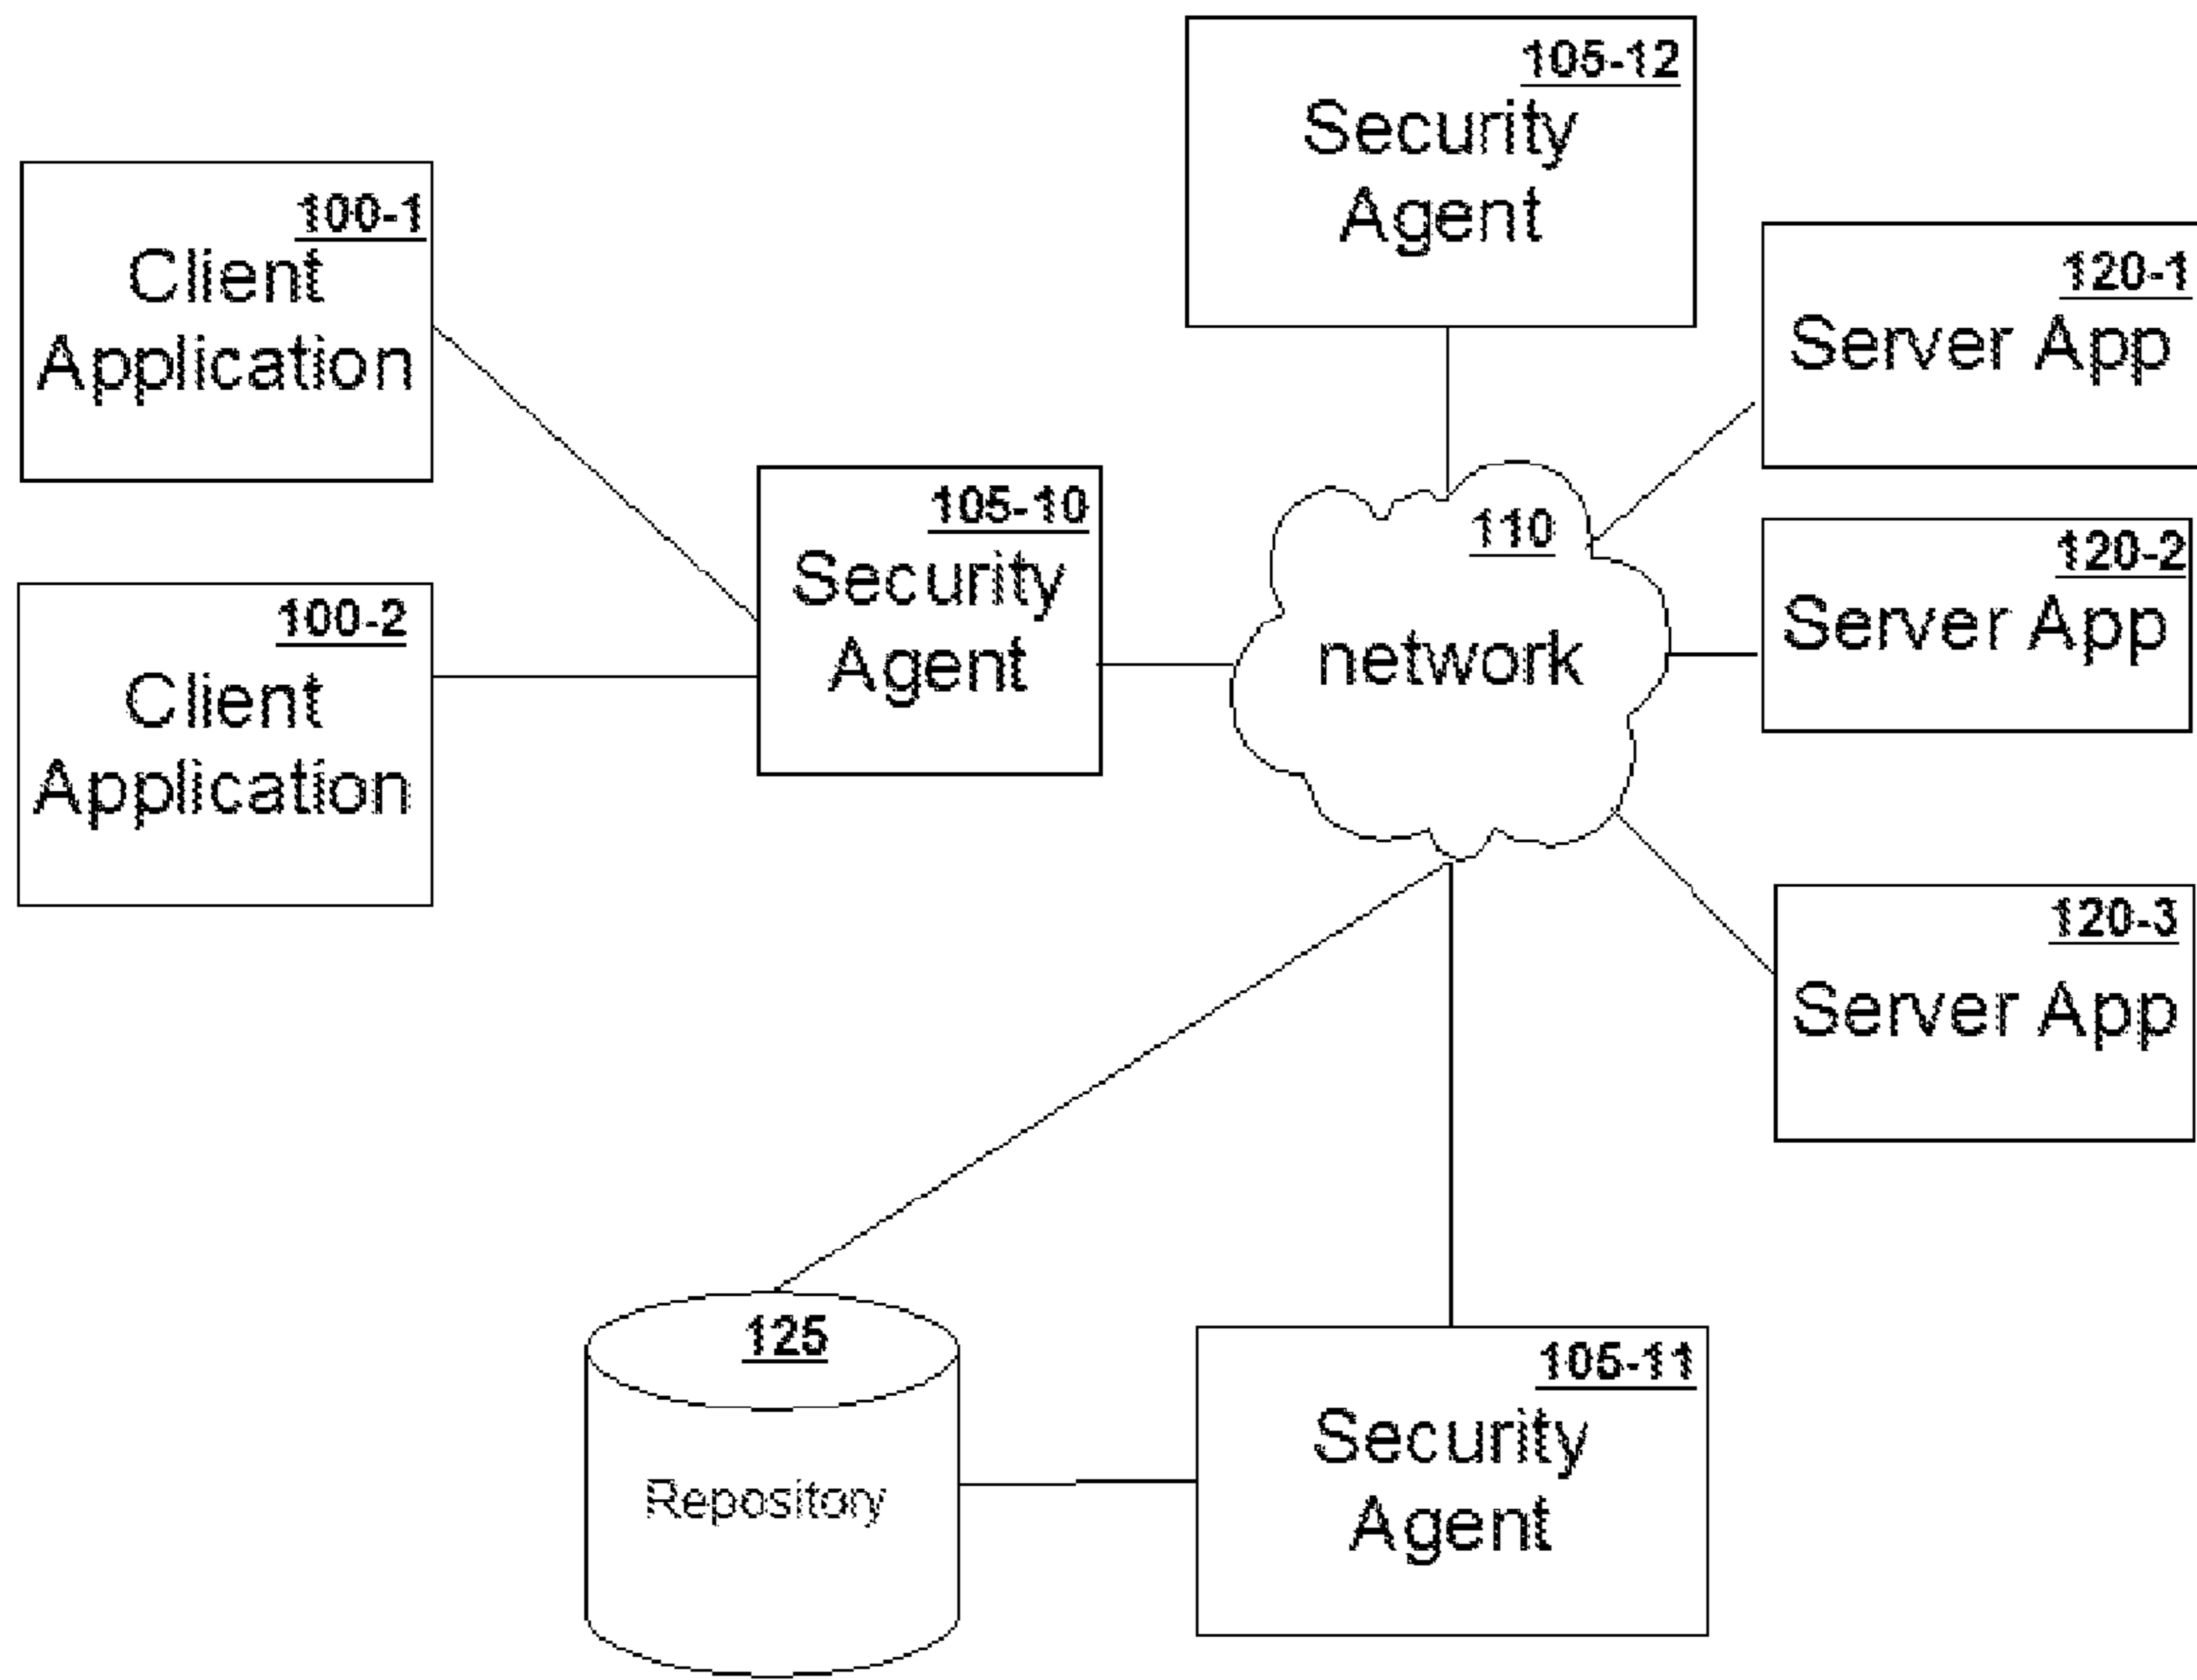 105-12
Security
Agent
100-1
Client
Application
120-1
Server App
105-10
Security
Agent
110
network
120-2
Server App
100-2
Client
Application
120-3
Server App
125
Repository
105-11
Security
Agent